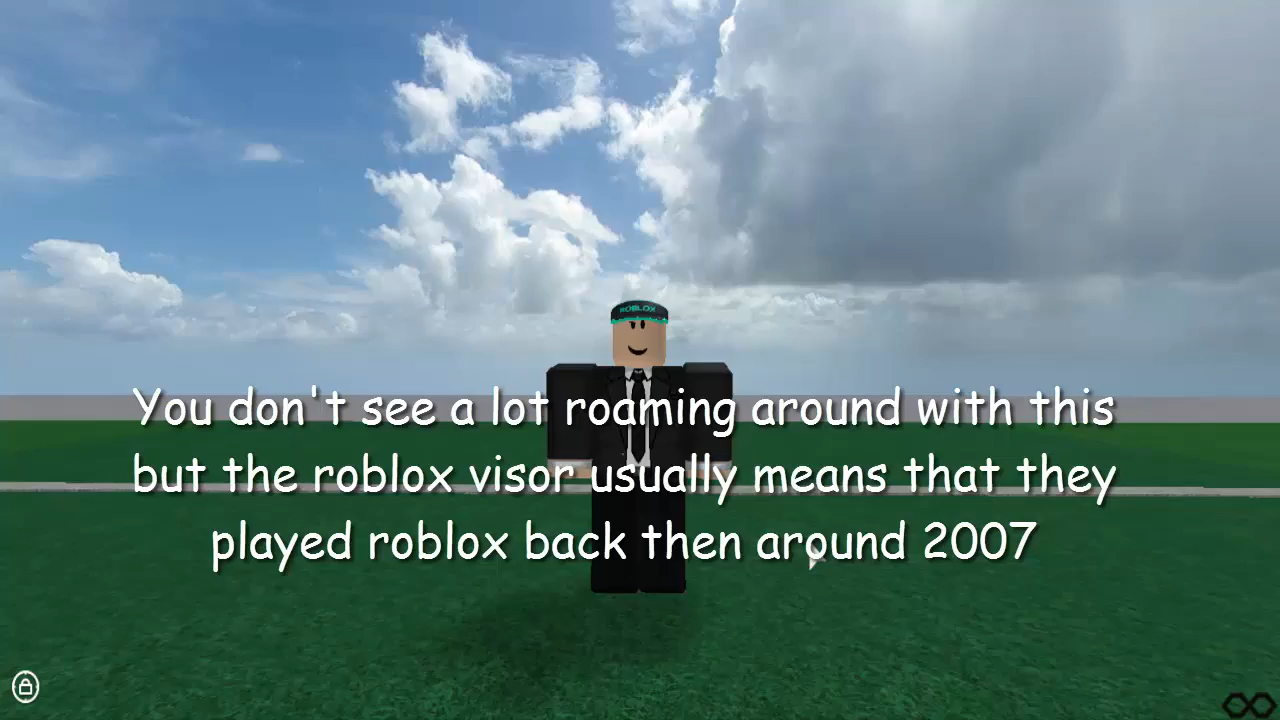 ROBLOX
You don't see a lot roaming around with this
but the roblox visor usually means that they
played roblox back then around 2007